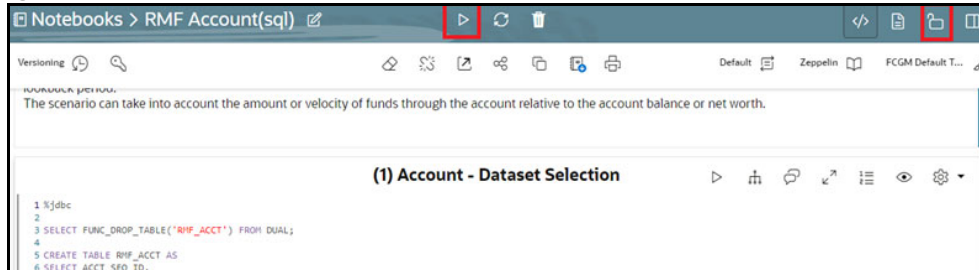 Notebooks > RMF Account(sql)
Versioning
Default
Zeppelin
FCGM Default T...
lookback period.
The scenario can take into account the amount or velocity of funds through the account relative to the account balance or net worth.
(1) Account - Dataset Selection
1 %jdbc
2
3 SELECT FUNC_DROP_TABLE('RMF_ACCT') FROM DUAL;
4
5 CREATE TABLE RMF_ACCT AS
6 SELECT ACCT_SEQ_ID,